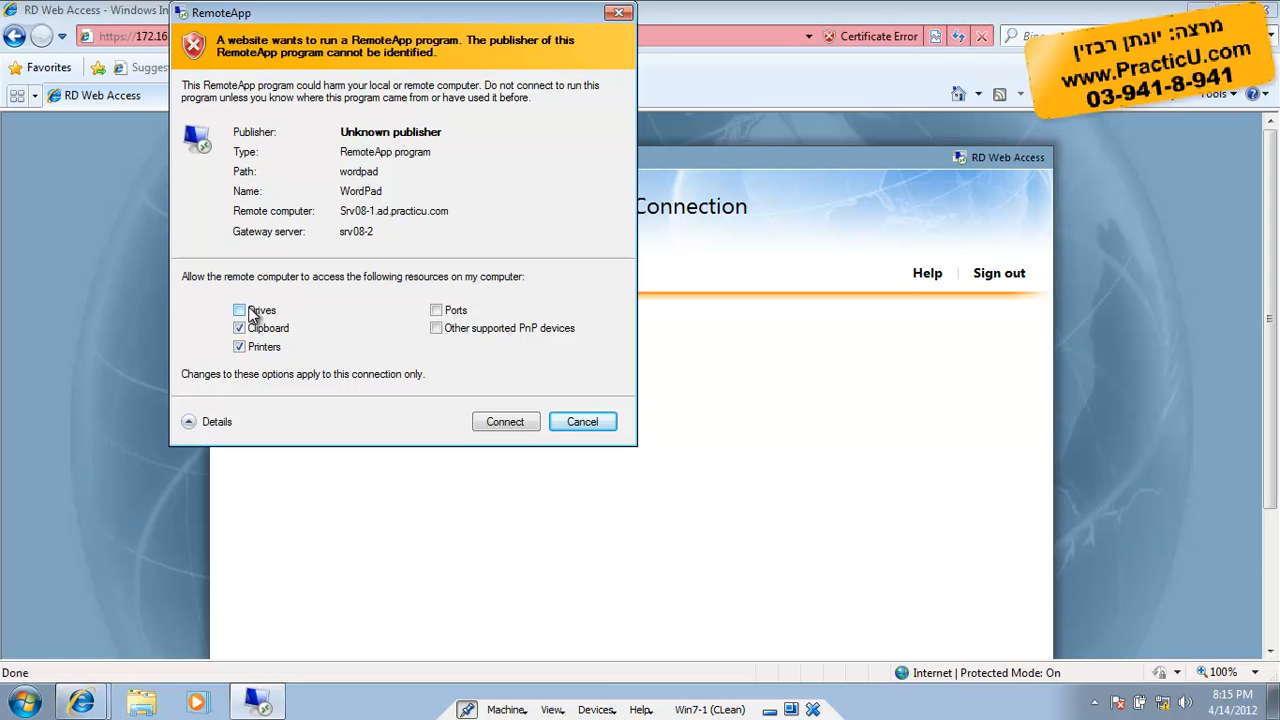 RD Web Access - Windows In
RemoteApp
https://172.16
Certificate Error
Bing
Favorites
Sugges
RD Web Access
Tools
A website wants to run a RemoteApp program. The publisher of this
RemoteApp program cannot be identified.
This RemoteApp program could harm your local or remote computer. Do not connect to run this
program unless you know where this program came from or have used it before.
Publisher: Unknown publisher
Type: RemoteApp program
Path: wordpad
Name: WordPad
Remote computer: Srv08-1.ad.practicu.com
Gateway server: srv08-2
Allow the remote computer to access the following resources on my computer:
Drives
Ports
Clipboard
Other supported PnP devices
Printers
Changes to these options apply to this connection only.
Details
Connect
Cancel
מרצה: יונתן רבזין
www.PracticU.com
03-941-8-941
RD Web Access
Connection
Help | Sign out
Done
Internet | Protected Mode: On
100%
Machine
View
Devices
Help
Win7-1 (CLean)
8:15 PM
4/14/2012